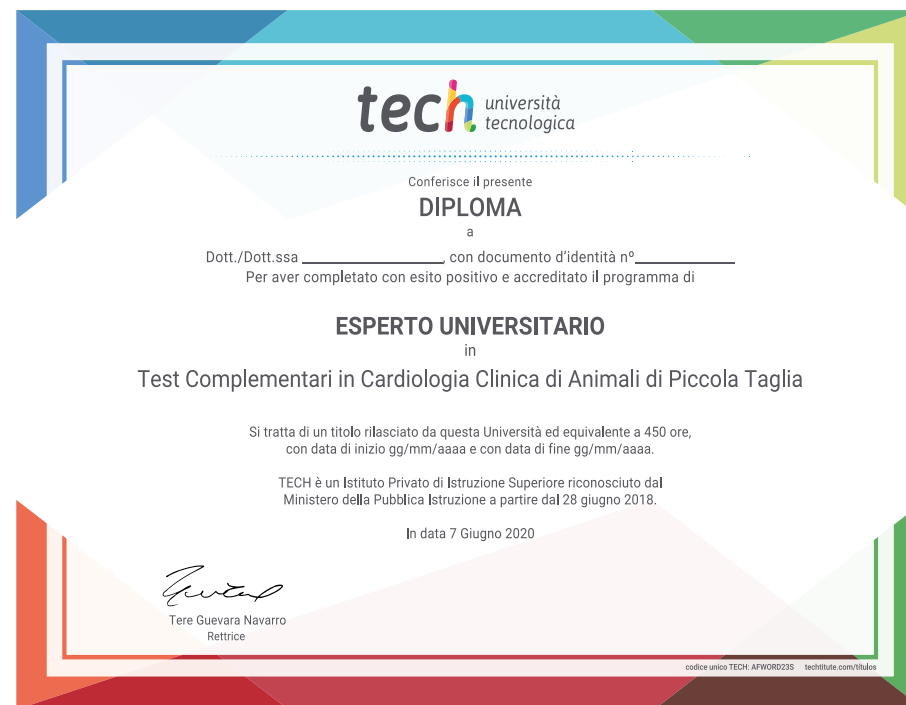 tech università
tecnologica
Conferisce il presente
DIPLOMA
a
Dott./Dott.ssa ____________________, con documento d'identità nº______________
Per aver completato con esito positivo e accreditato il programma di
ESPERTO UNIVERSITARIO
in
Test Complementari in Cardiologia Clinica di Animali di Piccola Taglia
Si tratta di un titolo rilasciato da questa Università ed equivalente a 450 ore,
con data di inizio gg/mm/aaaa e con data di fine gg/mm/aaaa.
TECH è un Istituto Privato di Istruzione Superiore riconosciuto dal
Ministero della Pubblica Istruzione a partire dal 28 giugno 2018.
In data 7 Giugno 2020
Tere Guevara Navarro
Rettrice
codice unico TECH: AFWORD23S techtitute.com/titulos